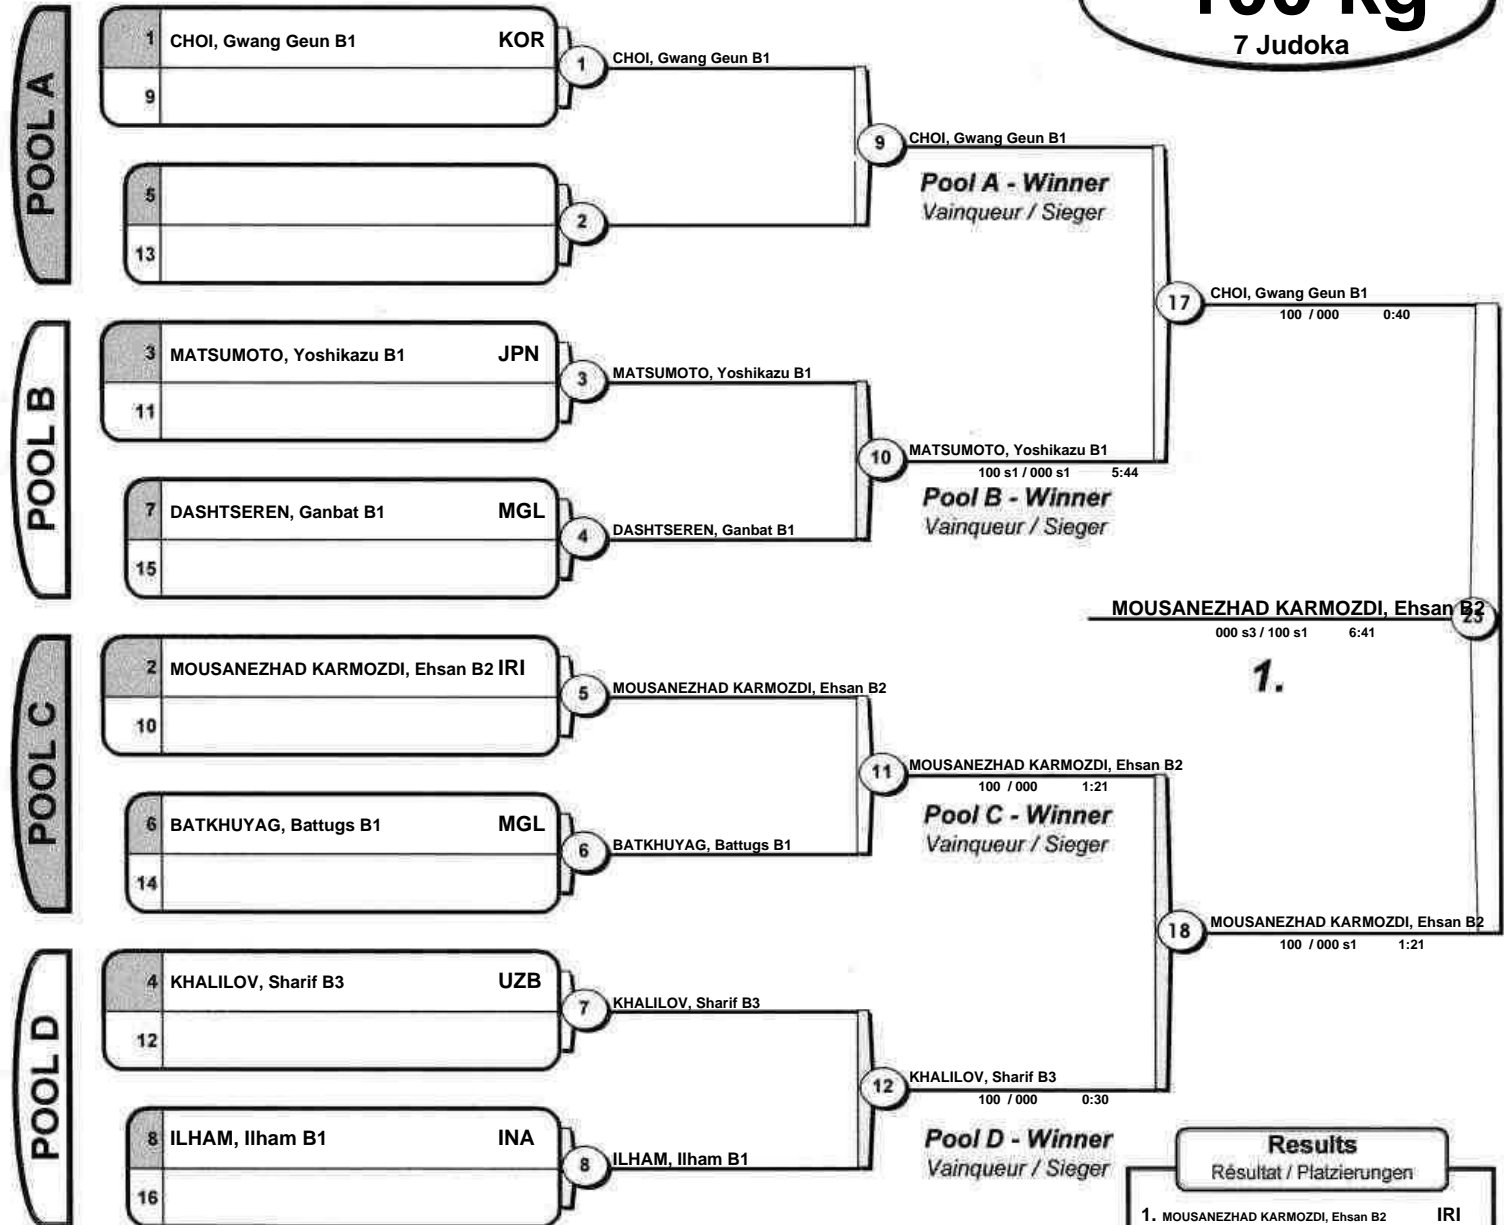 100 kg
7 Judoka
POOL A
1 CHOI, Gwang Geun B1 KOR
9
1 CHOI, Gwang Geun B1
5
13
2
9 CHOI, Gwang Geun B1
Pool A - Winner
Vainqueur / Sieger
17 CHOI, Gwang Geun B1
100 / 000 0:40
POOL B
3 MATSUMOTO, Yoshikazu B1 JPN
11
3 MATSUMOTO, Yoshikazu B1
7 DASHTSEREN, Ganbat B1 MGL
15
4 DASHTSEREN, Ganbat B1
10 MATSUMOTO, Yoshikazu B1
100 s1 / 000 s1 5:44
Pool B - Winner
Vainqueur / Sieger
MOUSANEZHAD KARMOZDI, Ehsan B2 23
000 s3 / 100 s1 6:41
1.
POOL C
2 MOUSANEZHAD KARMOZDI, Ehsan B2 IRI
10
5 MOUSANEZHAD KARMOZDI, Ehsan B2
6 BATKHUYAG, Battugs B1 MGL
14
6 BATKHUYAG, Battugs B1
11 MOUSANEZHAD KARMOZDI, Ehsan B2
100 / 000 1:21
Pool C - Winner
Vainqueur / Sieger
18 MOUSANEZHAD KARMOZDI, Ehsan B2
100 / 000 s1 1:21
POOL D
4 KHALILOV, Sharif B3 UZB
12
7 KHALILOV, Sharif B3
8 ILHAM, Ilham B1 INA
16
8 ILHAM, Ilham B1
12 KHALILOV, Sharif B3
100 / 000 0:30
Pool D - Winner
Vainqueur / Sieger
Results
Résultat / Platzierungen
1. MOUSANEZHAD KARMOZDI, Ehsan B2 IRI